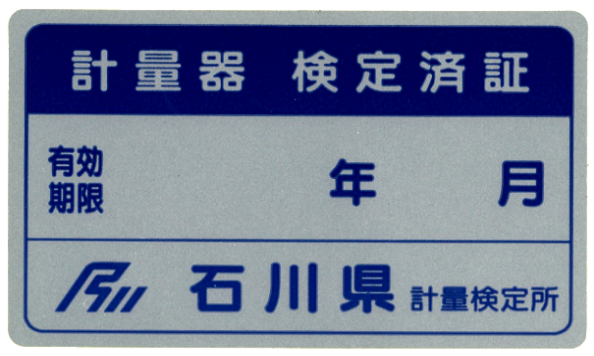 計量器 検定済証
有効
期限 年 月
石川県 計量検定所